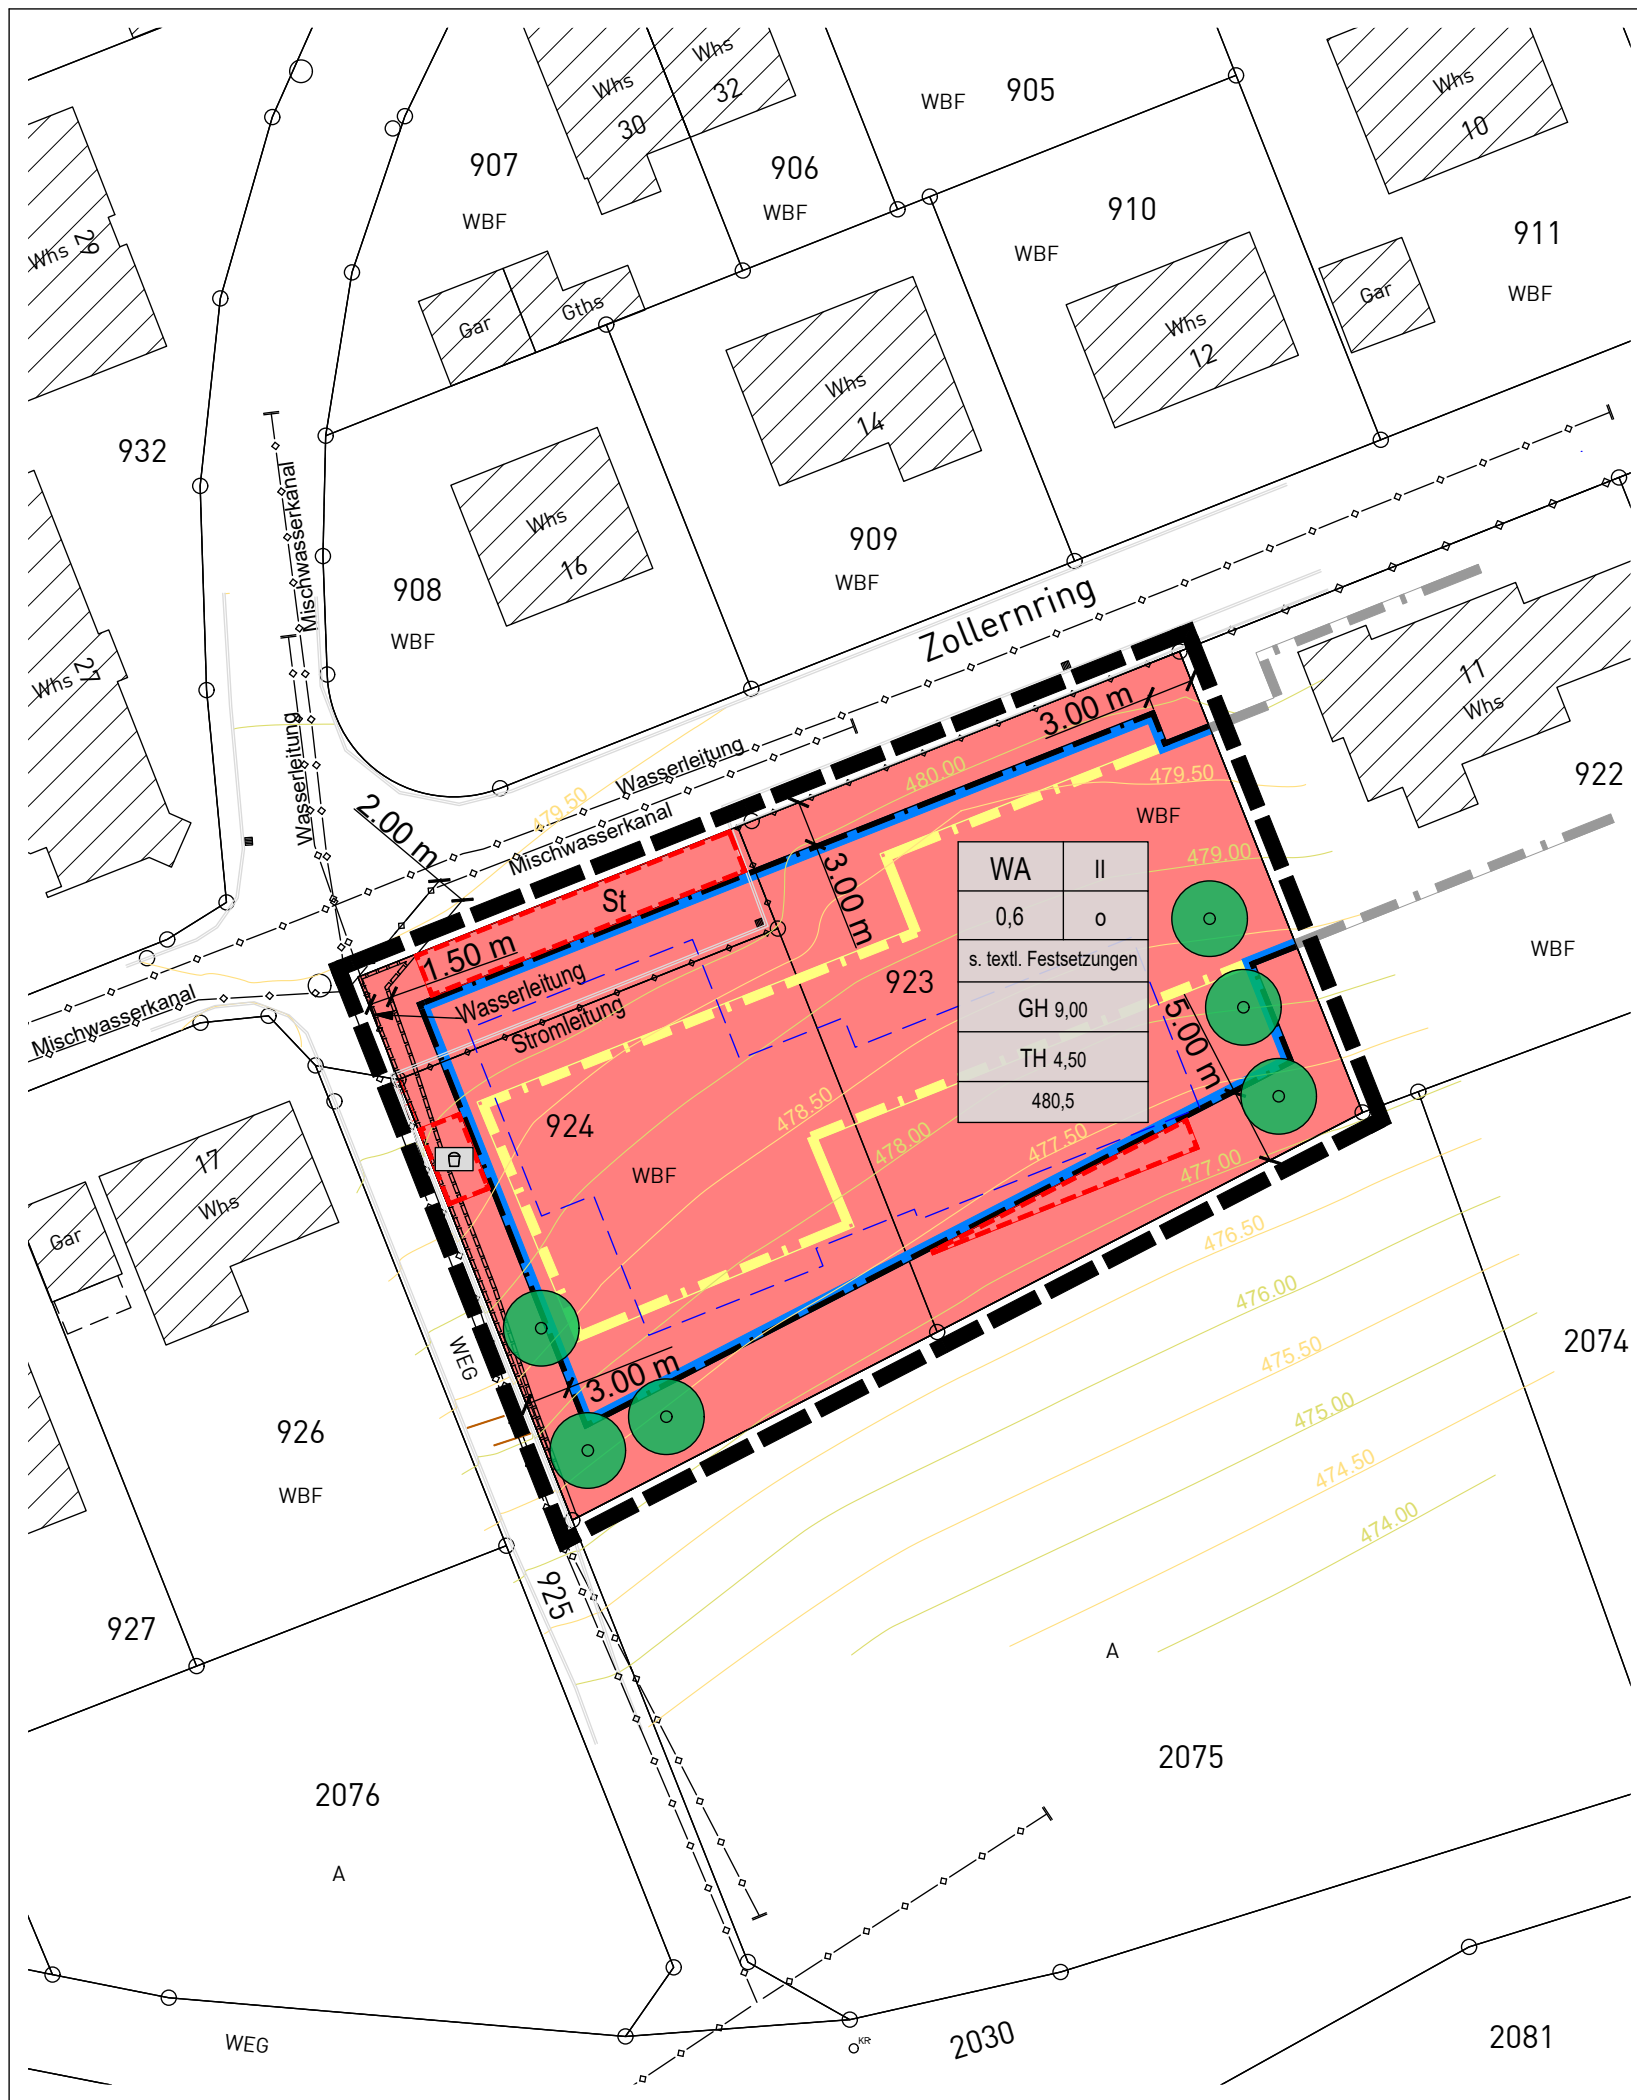 Whs
32
Whs
30
WBF
905
Whs
10
907
WBF
906
WBF
910
WBF
911
WBF
Whs
29
Gar
Gths
Whs
14
Whs
12
Gar
932
Mischwasserkanal
Whs
16
908
WBF
909
WBF
Zollernring
Whs
27
Wasserleitung
2.00 m
479.50
Wasserleitung
Mischwasserkanal
3.00 m
480.00
479.50
11
Whs
922
WBF
WBF
479.00
St
3.00 m
1.50 m
Wasserleitung
Stromleitung
923
WA
II
0,6
o
s. textl. Festsetzungen
GH 9,00
TH 4,50
480,5
5.00 m
Mischwasserkanal
17
Whs
Gar
924
WBF
478.50
478.00
477.50
477.00
476.50
476.00
475.50
475.00
474.50
474.00
2074
WEG
3.00 m
926
WBF
925
927
A
2075
2076
A
WEG
KR
2030
2081